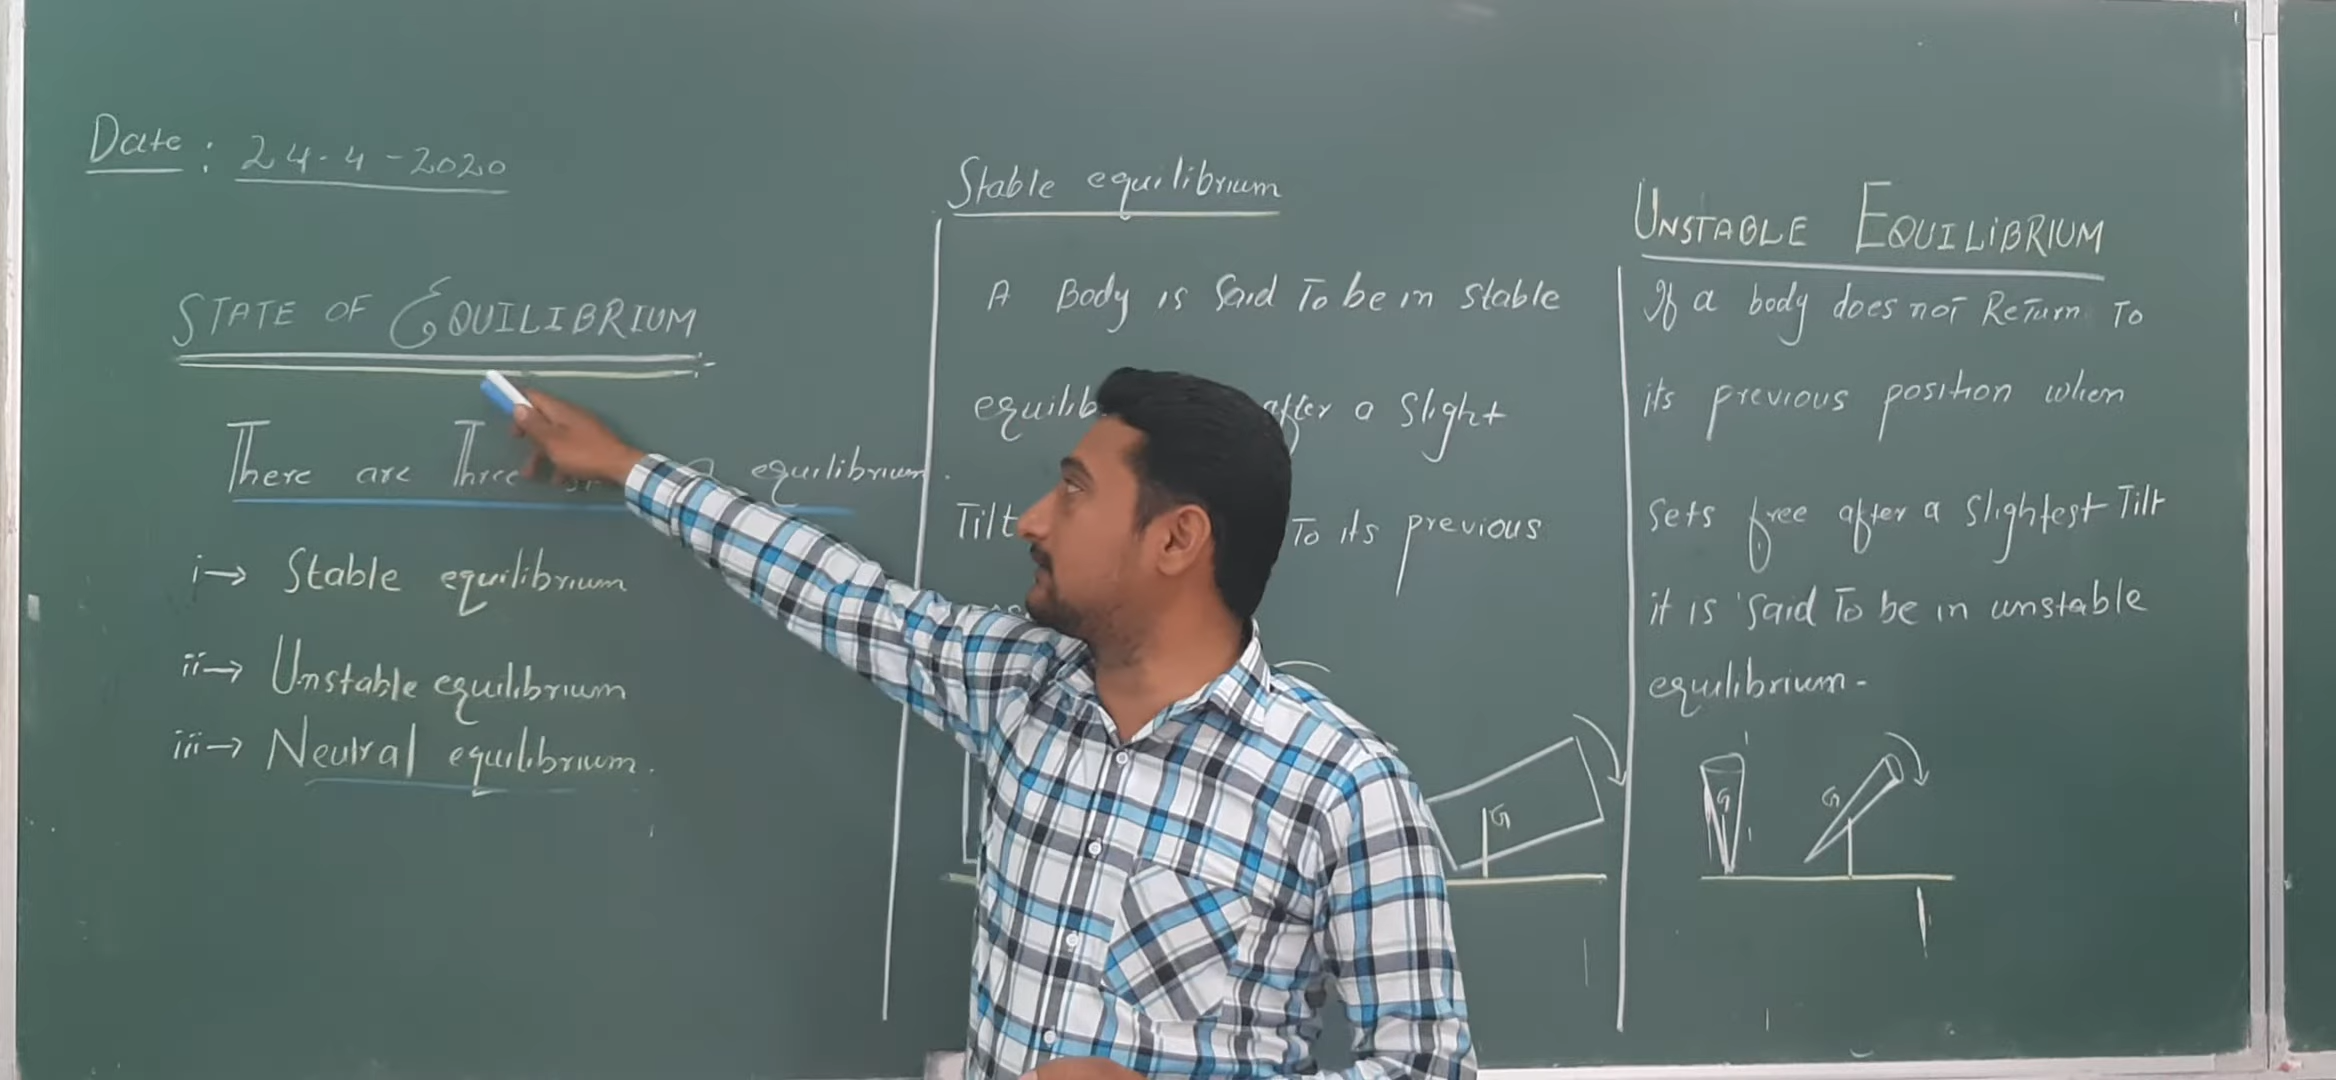 Date : 24-4-2020
STATE OF EQUILIBRIUM :-
There are Three equilibrium.
i→ Stable equilibrium
ii→ Unstable equilibrium
iii→ Neutral equilibrium.
Stable equilibrium
A Body is Said To be in stable
after a slight
Tilt To its previous
G
UNSTABLE EQUILIBRIUM
If a body does not Return To
its previous position when
sets free after a slightest Tilt
it is said To be in unstable
equilibrium-
G G